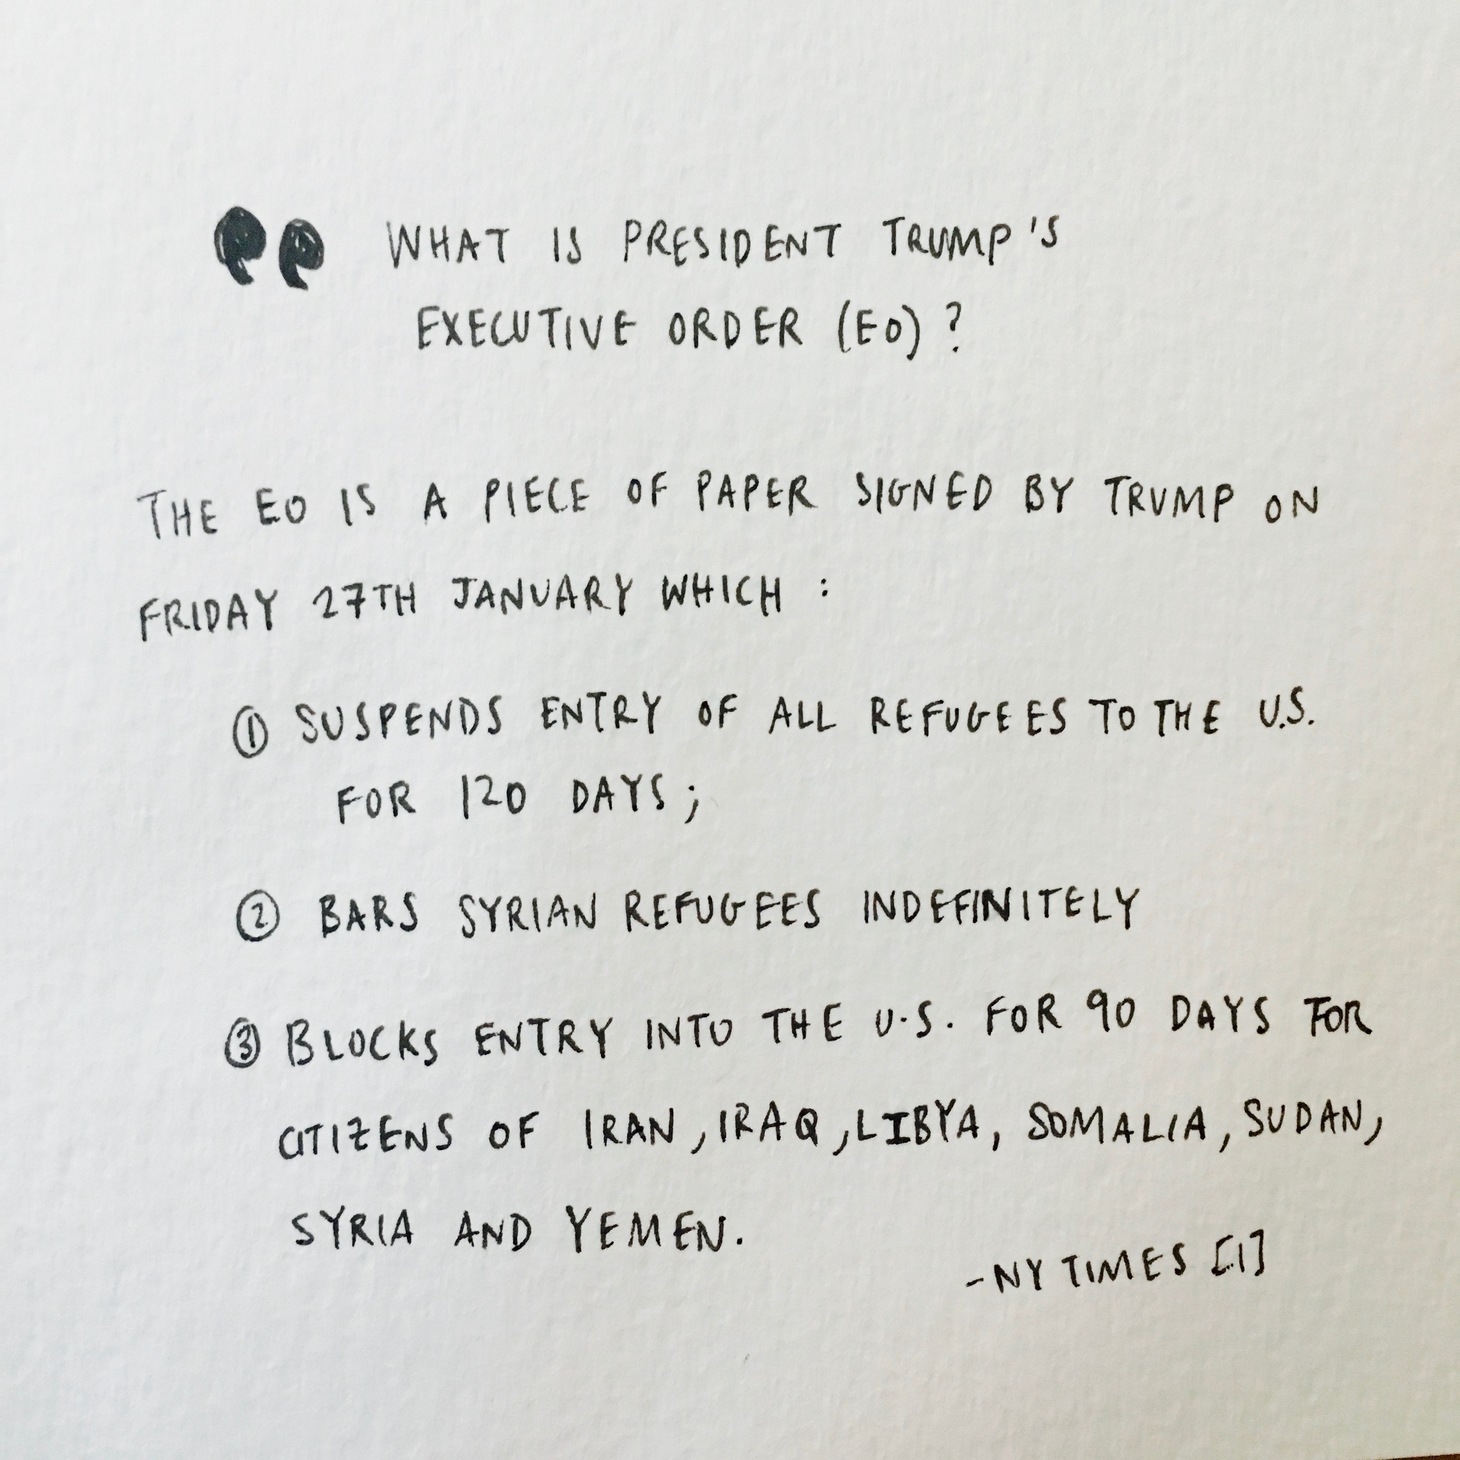 “ WHAT IS PRESIDENT TRUMP'S
EXECUTIVE ORDER (EO) ?
THE EO IS A PIECE OF PAPER SIGNED BY TRUMP ON
FRIDAY 27TH JANUARY WHICH :
① SUSPENDS ENTRY OF ALL REFUGEES TO THE U.S.
FOR 120 DAYS ;
② BARS SYRIAN REFUGEES INDEFINITELY
③ BLOCKS ENTRY INTO THE U.S. FOR 90 DAYS FOR
CITIZENS OF IRAN, IRAQ, LIBYA, SOMALIA, SUDAN,
SYRIA AND YEMEN.
- NY TIMES [1]